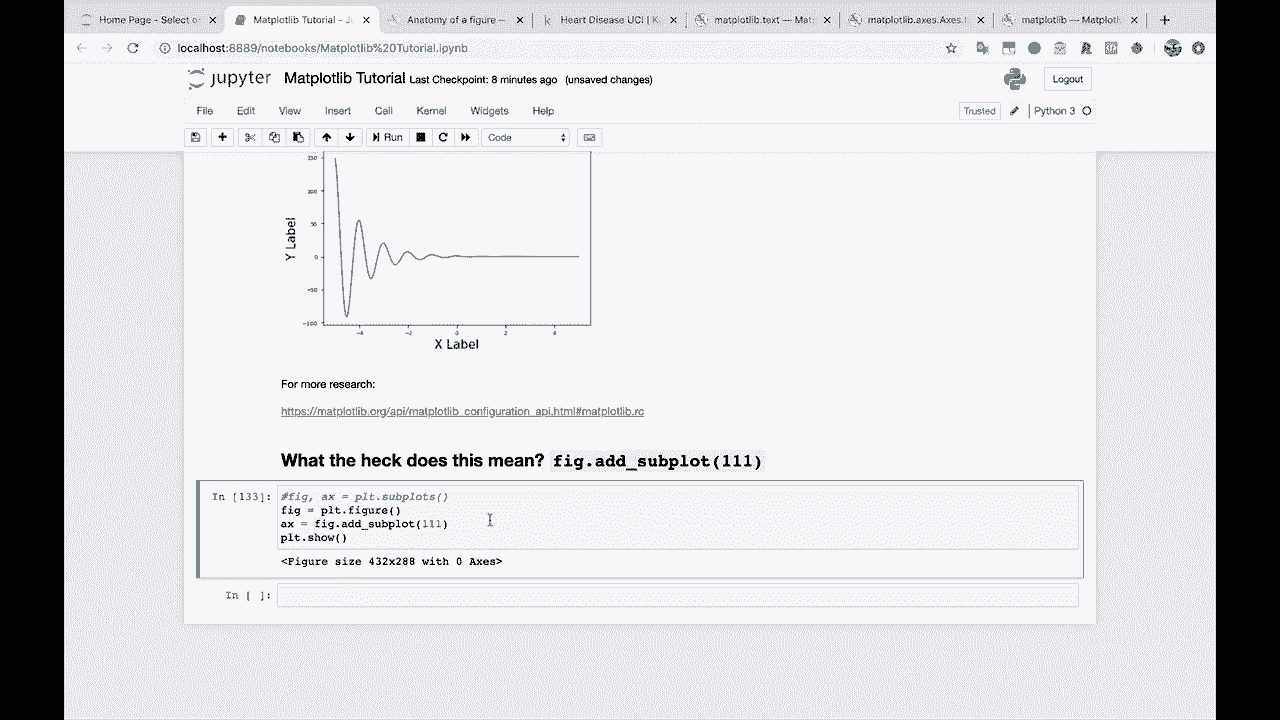 Home Page - Select o
Matplotlib Tutorial - J
Anatomy of a figure —
Heart Disease UCI | K
matplotlib.text — Mat
matplotlib.axes.Axes.
matplotlib — Matplotl
localhost:8889/notebooks/Matplotlib%20Tutorial.ipynb
jupyter Matplotlib Tutorial Last Checkpoint: 8 minutes ago (unsaved changes)
Logout
File Edit View Insert Cell Kernel Widgets Help
Trusted
Python 3
Run
Code
150
100
50
0
−50
−100
Y Label
−4 −2 0 2 4
X Label
For more research:
https://matplotlib.org/api/matplotlib_configuration_api.html#matplotlib.rc
What the heck does this mean? fig.add_subplot(111)
In [133]:
#fig, ax = plt.subplots()
fig = plt.figure()
ax = fig.add_subplot(111)
plt.show()
<Figure size 432x288 with 0 Axes>
In [ ]: